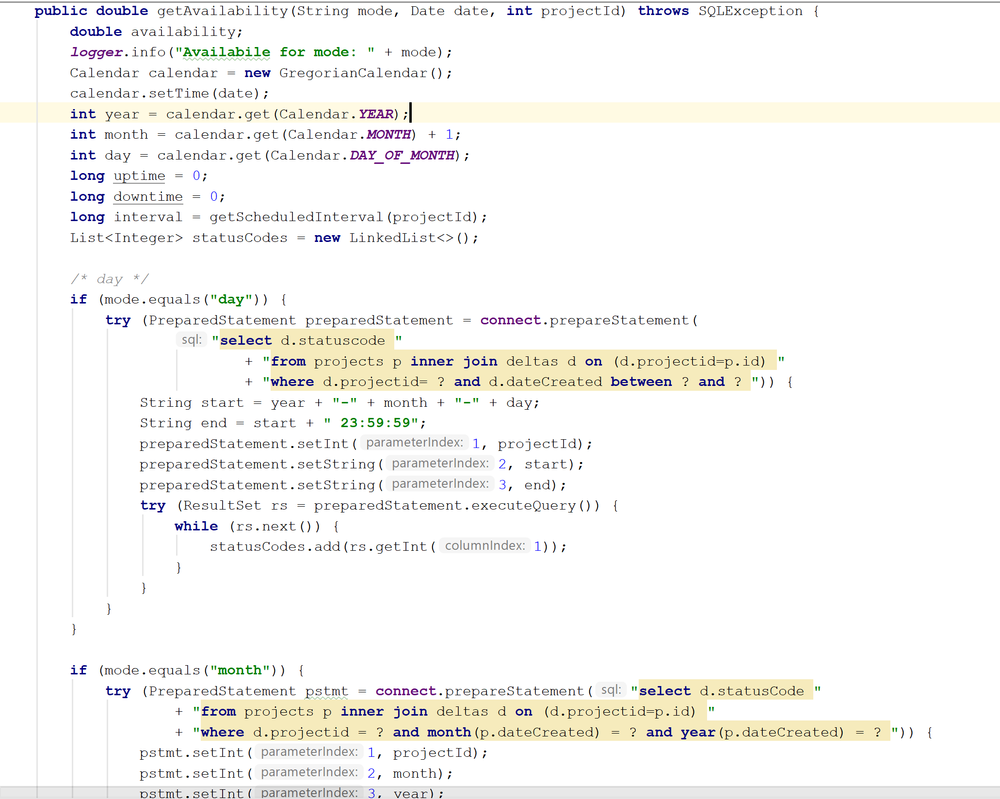 public double getAvailability(String mode, Date date, int projectId) throws SQLException {
double availability;
logger.info("Availabile for mode: " + mode);
Calendar calendar = new GregorianCalendar();
calendar.setTime(date);
int year = calendar.get(Calendar.YEAR);
int month = calendar.get(Calendar.MONTH) + 1;
int day = calendar.get(Calendar.DAY_OF_MONTH);
long uptime = 0;
long downtime = 0;
long interval = getScheduledInterval(projectId);
List<Integer> statusCodes = new LinkedList<>();
/* day */
if (mode.equals("day")) {
try (PreparedStatement preparedStatement = connect.prepareStatement(
sql: "select d.statuscode "
+ "from projects p inner join deltas d on (d.projectid=p.id) "
+ "where d.projectid= ? and d.dateCreated between ? and ? ")) {
String start = year + "-" + month + "-" + day;
String end = start + " 23:59:59";
preparedStatement.setInt( parameterIndex: 1, projectId);
preparedStatement.setString( parameterIndex: 2, start);
preparedStatement.setString( parameterIndex: 3, end);
try (ResultSet rs = preparedStatement.executeQuery()) {
while (rs.next()) {
statusCodes.add(rs.getInt( columnIndex: 1));
}
}
}
}
if (mode.equals("month")) {
try (PreparedStatement pstmt = connect.prepareStatement( sql: "select d.statusCode "
+ "from projects p inner join deltas d on (d.projectid=p.id) "
+ "where d.projectid = ? and month(p.dateCreated) = ? and year(p.dateCreated) = ? ")) {
pstmt.setInt( parameterIndex: 1, projectId);
pstmt.setInt( parameterIndex: 2, month);
pstmt.setInt( parameterIndex: 3, year);